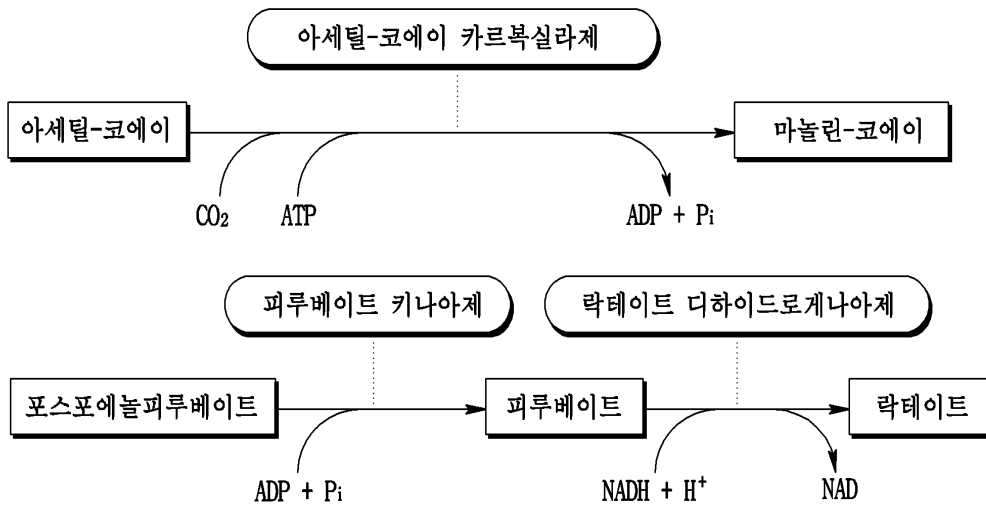 아세틸-코에이 카르복실라제
아세틸-코에이
마놀린-코에이
CO₂
ATP
ADP + Pi
피루베이트 키나아제
락테이트 디하이드로게나아제
포스포에놀피루베이트
피루베이트
락테이트
ADP + Pi
NADH + H⁺
NAD